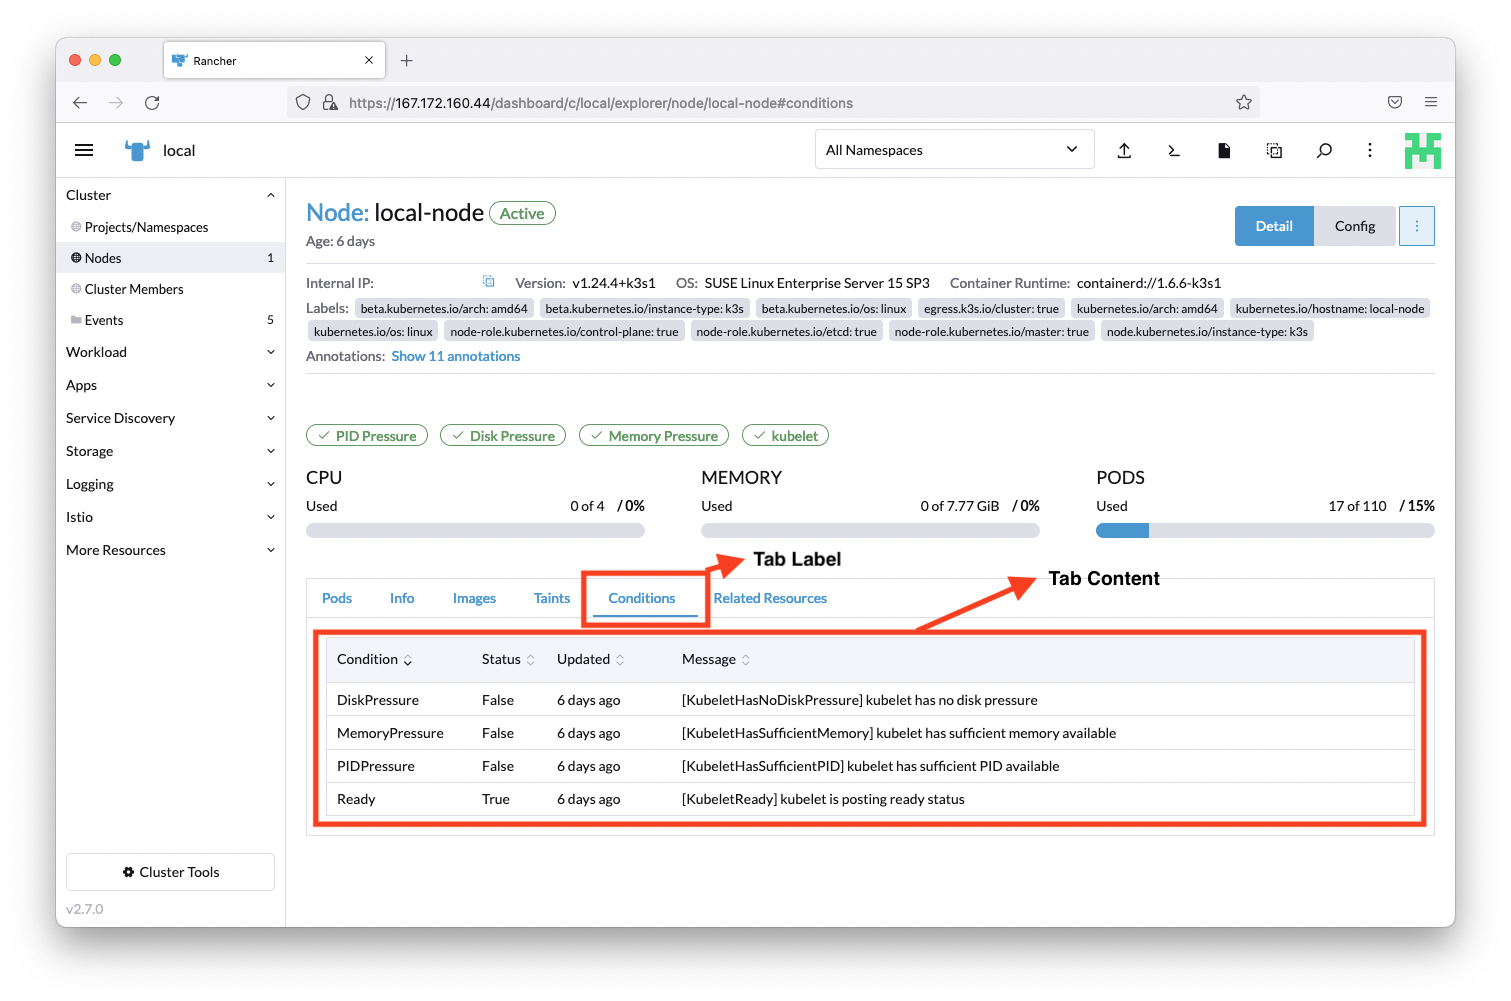 Rancher
https://167.172.160.44/dashboard/c/local/explorer/node/local-node#conditions
local
All Namespaces
Cluster
Projects/Namespaces
Nodes 1
Cluster Members
Events 5
Workload
Apps
Service Discovery
Storage
Logging
Istio
More Resources
Cluster Tools
v2.7.0
Node: local-node Active
Detail Config
Age: 6 days
Internal IP: Version: v1.24.4+k3s1 OS: SUSE Linux Enterprise Server 15 SP3 Container Runtime: containerd://1.6.6-k3s1
Labels: beta.kubernetes.io/arch: amd64 beta.kubernetes.io/instance-type: k3s beta.kubernetes.io/os: linux egress.k3s.io/cluster: true kubernetes.io/arch: amd64 kubernetes.io/hostname: local-node
kubernetes.io/os: linux node-role.kubernetes.io/control-plane: true node-role.kubernetes.io/etcd: true node-role.kubernetes.io/master: true node.kubernetes.io/instance-type: k3s
Annotations: Show 11 annotations
PID Pressure Disk Pressure Memory Pressure kubelet
CPU MEMORY PODS
Used 0 of 4 / 0% Used 0 of 7.77 GiB / 0% Used 17 of 110 / 15%
Tab Label
Tab Content
Pods Info Images Taints Conditions Related Resources
Condition Status Updated Message
DiskPressure False 6 days ago [KubeletHasNoDiskPressure] kubelet has no disk pressure
MemoryPressure False 6 days ago [KubeletHasSufficientMemory] kubelet has sufficient memory available
PIDPressure False 6 days ago [KubeletHasSufficientPID] kubelet has sufficient PID available
Ready True 6 days ago [KubeletReady] kubelet is posting ready status